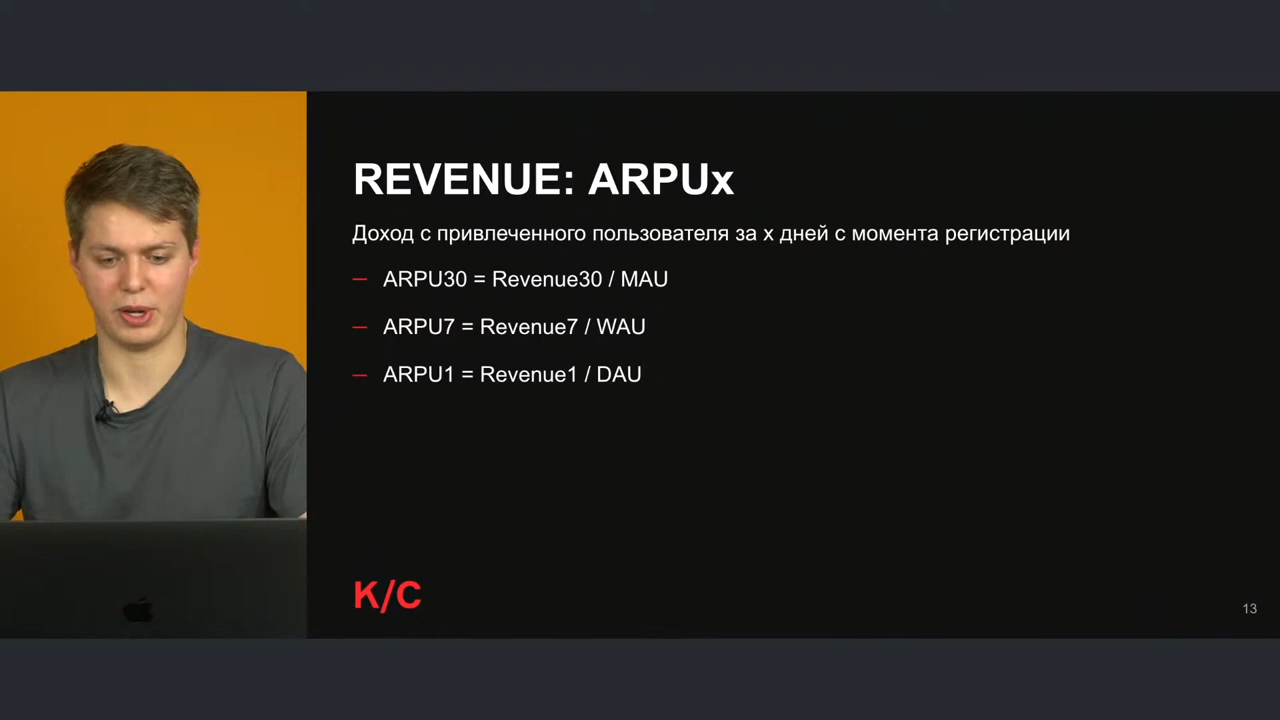 REVENUE: ARPUx
Доход с привлеченного пользователя за x дней с момента регистрации
— ARPU30 = Revenue30 / MAU
— ARPU7 = Revenue7 / WAU
— ARPU1 = Revenue1 / DAU
K/C
13